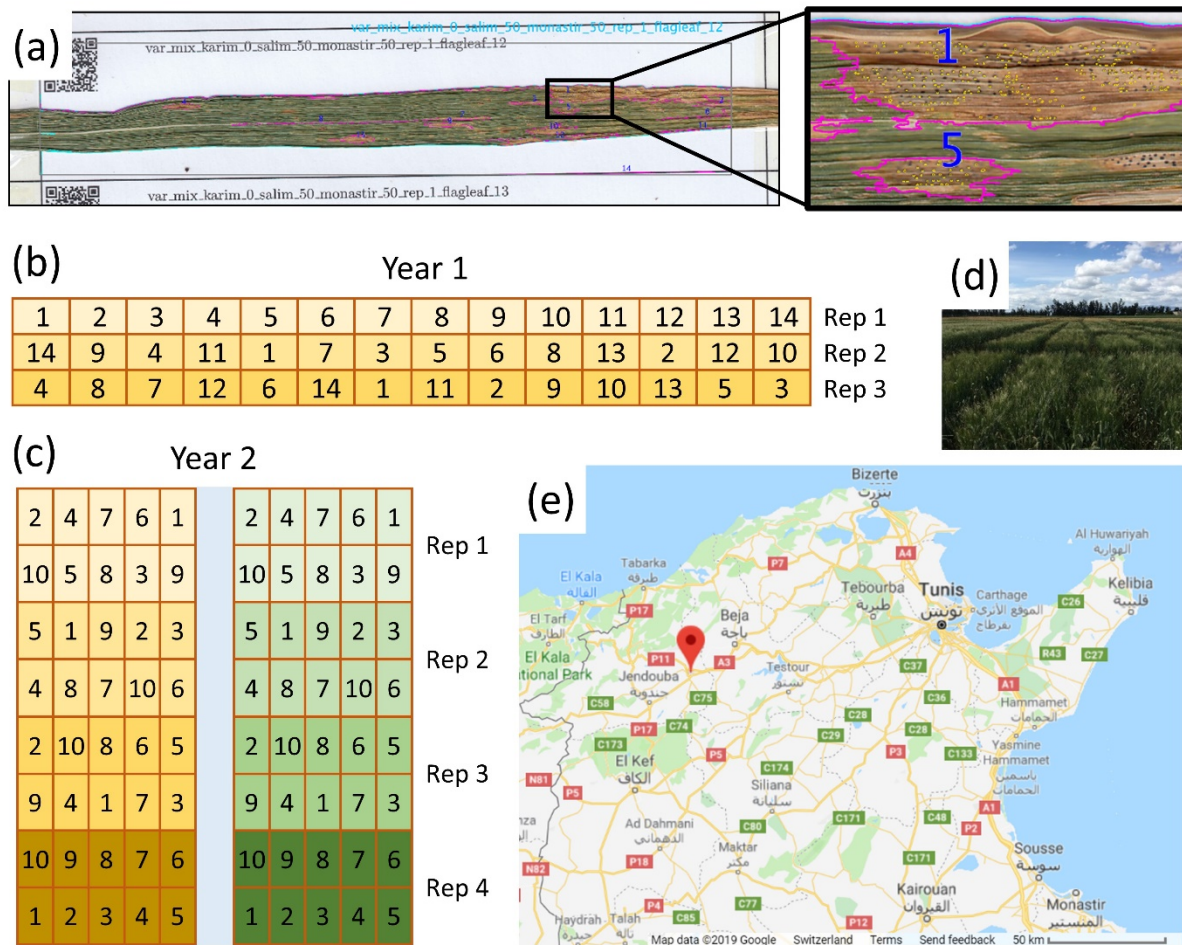 (a)
var_mix_karim_0_salim_50_monastir_50_rep_1_flagleaf_12
var_mix_karim_0_salim_50_monastir_50_rep_1_flagleaf_12
14
var_mix_karim_0_salim_50_monastir_50_rep_1_flagleaf_13
1
5
(b)
Year 1
1 2 3 4 5 6 7 8 9 10 11 12 13 14 Rep 1
14 9 4 11 1 7 3 5 6 8 13 2 12 10 Rep 2
4 8 7 12 6 14 1 11 2 9 10 13 5 3 Rep 3
(c)
Year 2
2 4 7 6 1 2 4 7 6 1
Rep 1
10 5 8 3 9 10 5 8 3 9
5 1 9 2 3 5 1 9 2 3
Rep 2
4 8 7 10 6 4 8 7 10 6
2 10 8 6 5 2 10 8 6 5
Rep 3
9 4 1 7 3 9 4 1 7 3
10 9 8 7 6 10 9 8 7 6
Rep 4
1 2 3 4 5 1 2 3 4 5
(d)
(e)
Bizerte
بنزرت
Al Huwariyah
الهوارية
Tabarka
طبرقة
P7
A4
El Kala
القالة
Tebourba
طبربة
Tunis
تونس
Carthage
الموقع الأثري
بقرطاج
Kelibia
قليبية
C26
P17
Beja
باجة
El Tarf
الطارف
El Kala
National Park
P11
A3
Testour
تستور
R43
C27
Jendouba
جندوبة
C37
A1
C75
C36
Hammamet
الحمامات
C58
P17
C74
C28
C28
Yasmine
Hammamet
ياسمين
الحمامات
C173
P5
C29
P3
C133
El Kef
الكاف
C174
N81
P5
Siliana
سليانة
A1
C171
C48
P2
Ad Dahmani
الدهماني
C80
Sousse
سوسة
Maktar
مكثر
N82
P18
C171
Kairouan
القيروان
Monastir
المنستير
P4
C77
Haydrah
حيدرة
Talah
تالة
C85
P12
Map data ©2019 Google Switzerland Terms Send feedback 50 km